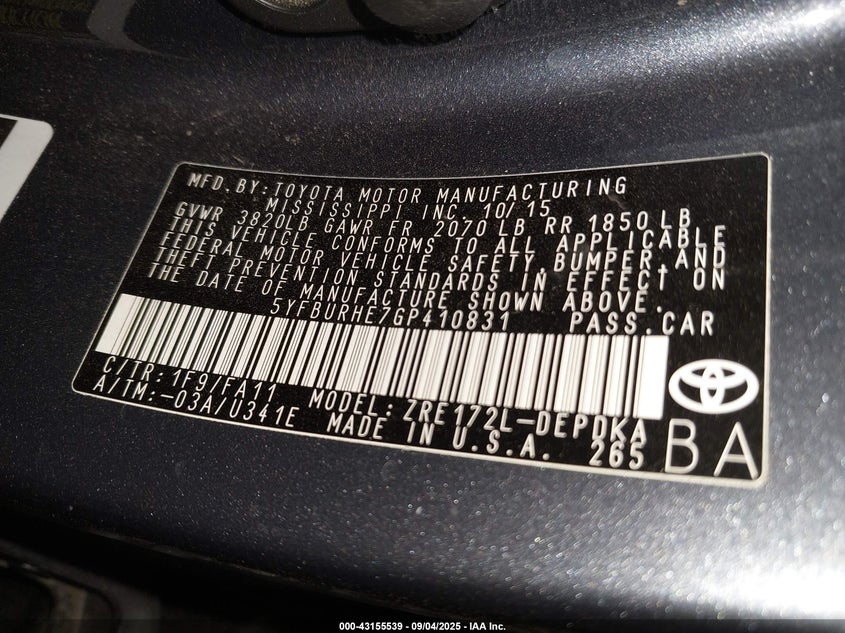 MFD. BY: TOYOTA MOTOR MANUFACTURING
MISSISSIPPI INC. 10/15
GVWR 3820LB GAWR FR 2070 LB RR 1850LB
THIS VEHICLE CONFORMS TO ALL APPLICABLE
FEDERAL MOTOR VEHICLE SAFETY, BUMPER, AND
THEFT PREVENTION STANDARDS IN EFFECT ON
THE DATE OF MANUFACTURE SHOWN ABOVE.
5YFBURHE7GP410831 PASS. CAR
C/TR: 1F9/FA11 MODEL: ZRE172L-DEPDKA
A/TM: -03A/U341E MADE IN U.S.A. 265
BA
000-43155539 - 09/04/2025 - IAA Inc.